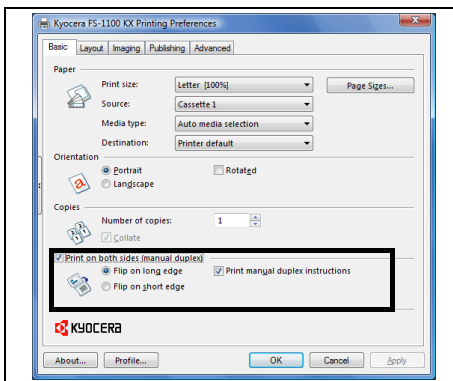 Kyocera FS-1100 KX Printing Preferences
Basic Layout Imaging Publishing Advanced
Paper
Print size: Letter [100%] Page Sizes...
Source: Cassette 1
Media type: Auto media selection
Destination: Printer default
Orientation
Portrait Rotated
Landscape
Copies
Number of copies: 1
Collate
Print on both sides (manual duplex)
Flip on long edge Print manual duplex instructions
Flip on short edge
KYOCERA
About... Profile... OK Cancel Apply